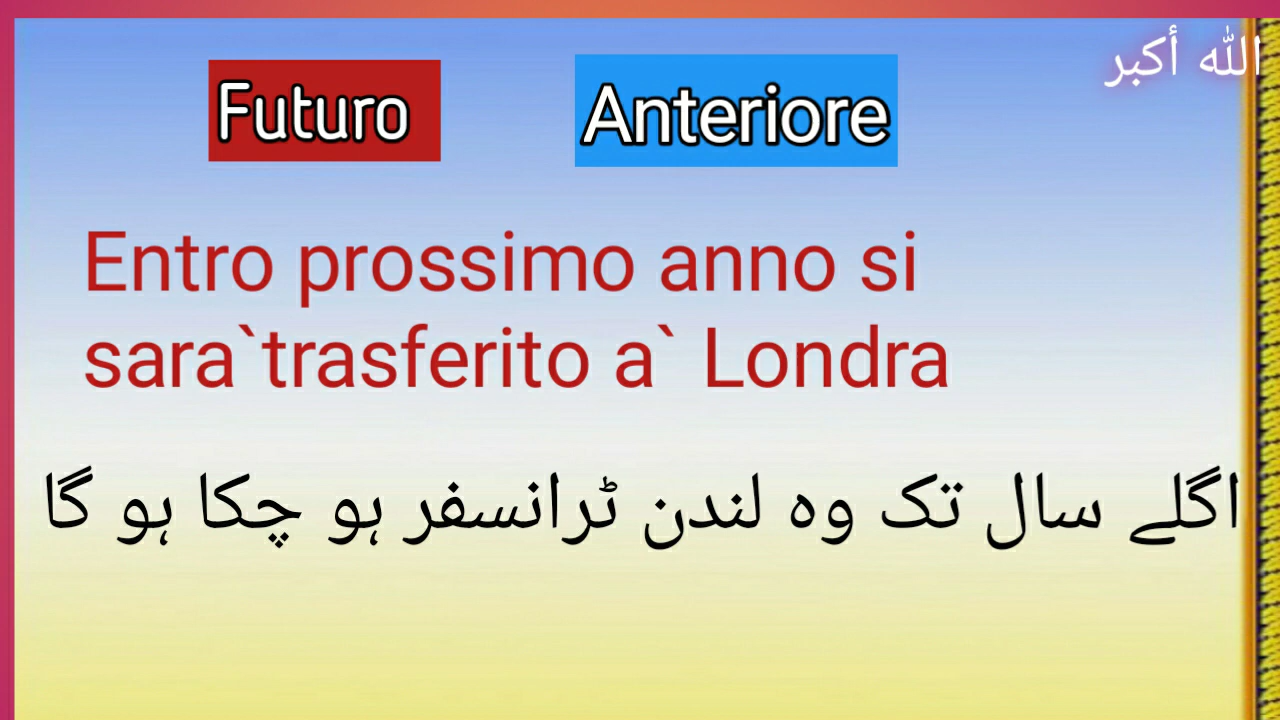 الله أكبر
Futuro Anteriore
Entro prossimo anno si
sara`trasferito a` Londra
اگلے سال تک وہ لندن ٹرانسفر ہو چکا ہو گا